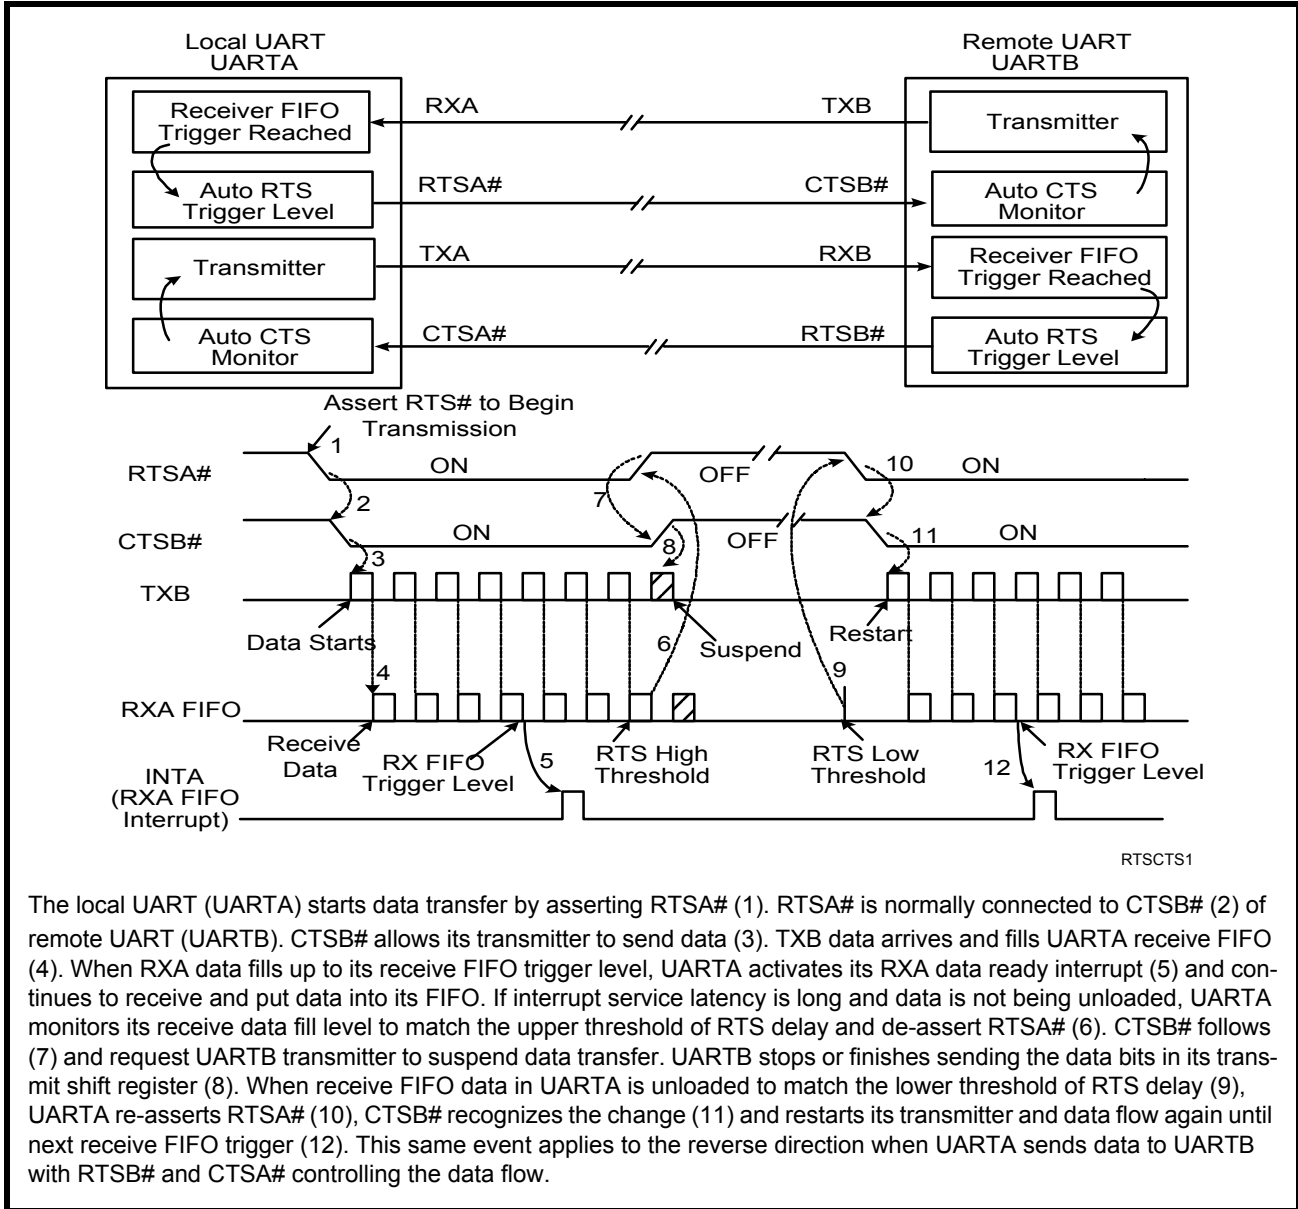 Local UART
UARTA
Remote UART
UARTB
Receiver FIFO
Trigger Reached
RXA
TXB
Transmitter
Auto RTS
Trigger Level
RTSA#
CTSB#
Auto CTS
Monitor
Transmitter
TXA
RXB
Receiver FIFO
Trigger Reached
Auto CTS
Monitor
CTSA#
RTSB#
Auto RTS
Trigger Level
Assert RTS# to Begin
Transmission
1
RTSA#
ON
OFF
10
ON
2
7
CTSB#
ON
8
OFF
11
ON
3
TXB
Data Starts
6
Suspend
Restart
4
9
RXA FIFO
Receive
Data
RX FIFO
Trigger Level
5
RTS High
Threshold
RTS Low
Threshold
12
RX FIFO
Trigger Level
INTA
(RXA FIFO
Interrupt)
RTSCTS1
The local UART (UARTA) starts data transfer by asserting RTSA# (1). RTSA# is normally connected to CTSB# (2) of
remote UART (UARTB). CTSB# allows its transmitter to send data (3). TXB data arrives and fills UARTA receive FIFO
(4). When RXA data fills up to its receive FIFO trigger level, UARTA activates its RXA data ready interrupt (5) and con-
tinues to receive and put data into its FIFO. If interrupt service latency is long and data is not being unloaded, UARTA
monitors its receive data fill level to match the upper threshold of RTS delay and de-assert RTSA# (6). CTSB# follows
(7) and request UARTB transmitter to suspend data transfer. UARTB stops or finishes sending the data bits in its trans-
mit shift register (8). When receive FIFO data in UARTA is unloaded to match the lower threshold of RTS delay (9),
UARTA re-asserts RTSA# (10), CTSB# recognizes the change (11) and restarts its transmitter and data flow again until
next receive FIFO trigger (12). This same event applies to the reverse direction when UARTA sends data to UARTB
with RTSB# and CTSA# controlling the data flow.